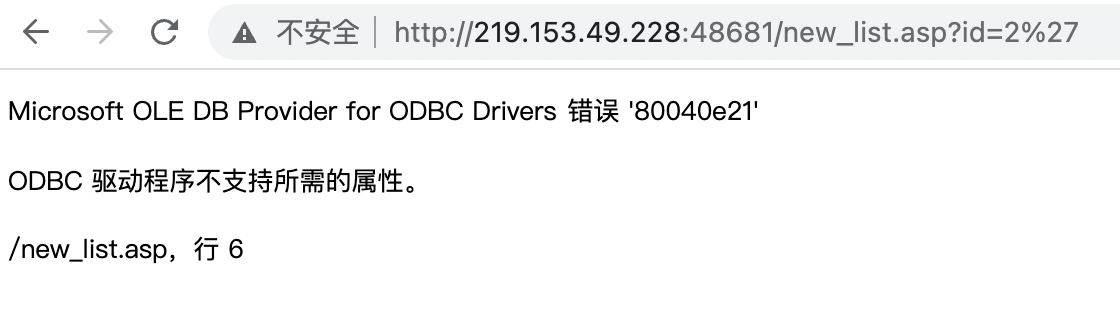 不安全 | http://219.153.49.228:48681/new_list.asp?id=2%27
Microsoft OLE DB Provider for ODBC Drivers 错误 '80040e21'
ODBC 驱动程序不支持所需的属性。
/new_list.asp，行 6